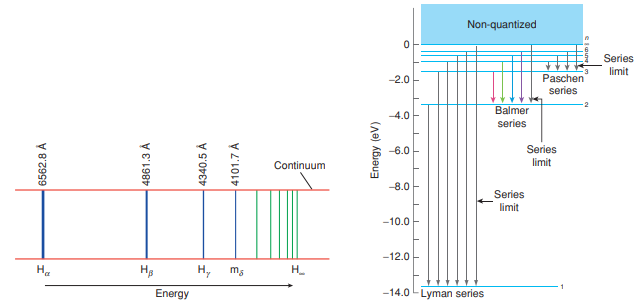 6562.8 Å
4861.3 Å
4340.5 Å
4101.7 Å
Continuum
Hα
Hβ
Hγ
mδ
H∞
Energy
Non-quantized
Energy (eV)
0
−2.0
−4.0
−6.0
−8.0
−10.0
−12.0
−14.0
3
2
1
Series
limit
Paschen
series
Balmer
series
Series
limit
Series
limit
Lyman series